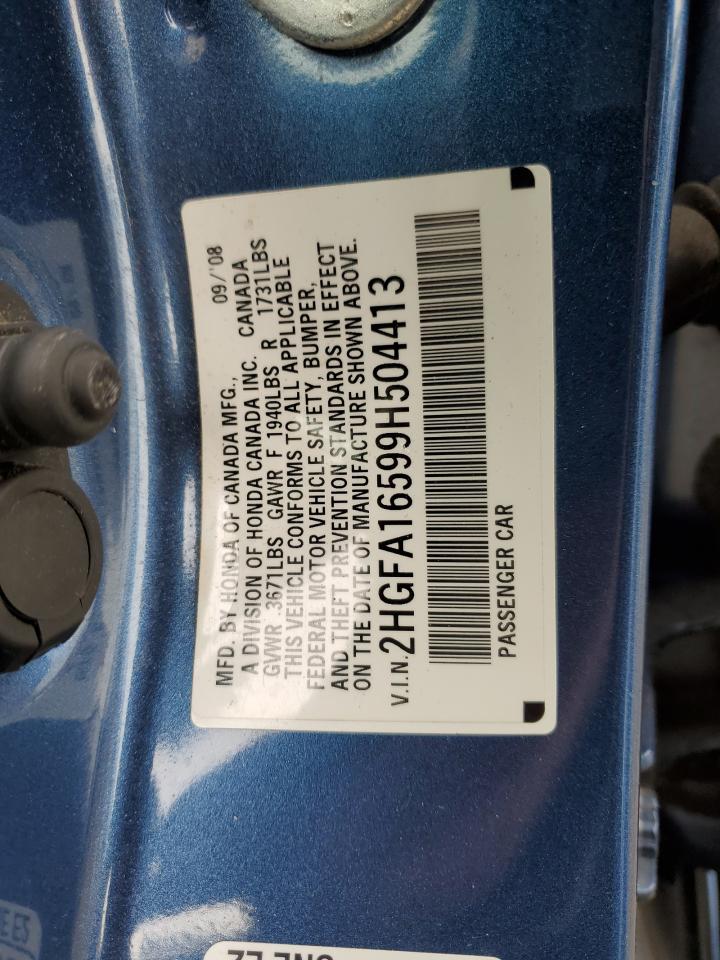 MFD. BY HONDA OF CANADA MFG., 09/'08
A DIVISION OF HONDA CANADA INC. CANADA
GVWR 3671LBS GAWR F 1940LBS R 1731LBS
THIS VEHICLE CONFORMS TO ALL APPLICABLE
FEDERAL MOTOR VEHICLE SAFETY, BUMPER,
AND THEFT PREVENTION STANDARDS IN EFFECT
ON THE DATE OF MANUFACTURE SHOWN ABOVE.
V.I.N. 2HGFA16599H504413
PASSENGER CAR